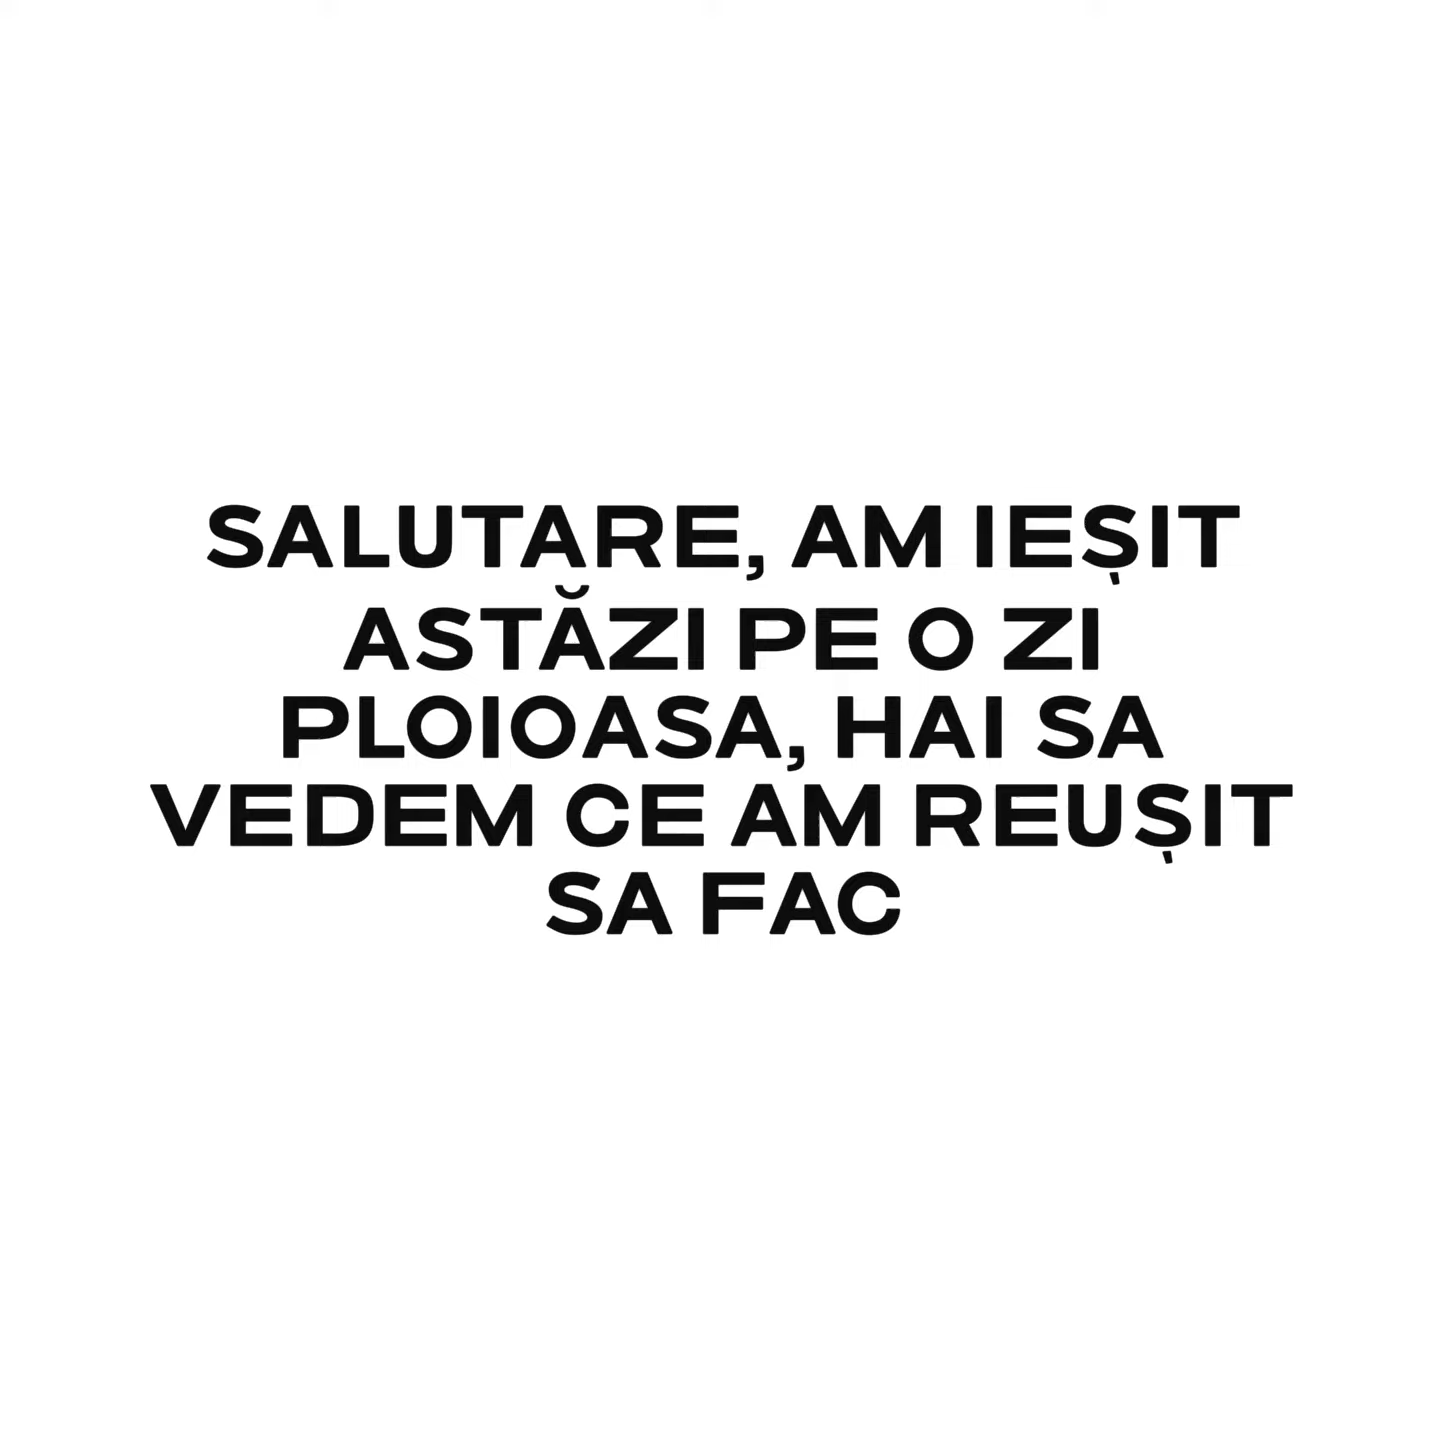 SALUTARE, AM IEȘIT
ASTĂZI PE O ZI
PLOIOASA, HAI SA
VEDEM CE AM REUȘIT
SA FAC